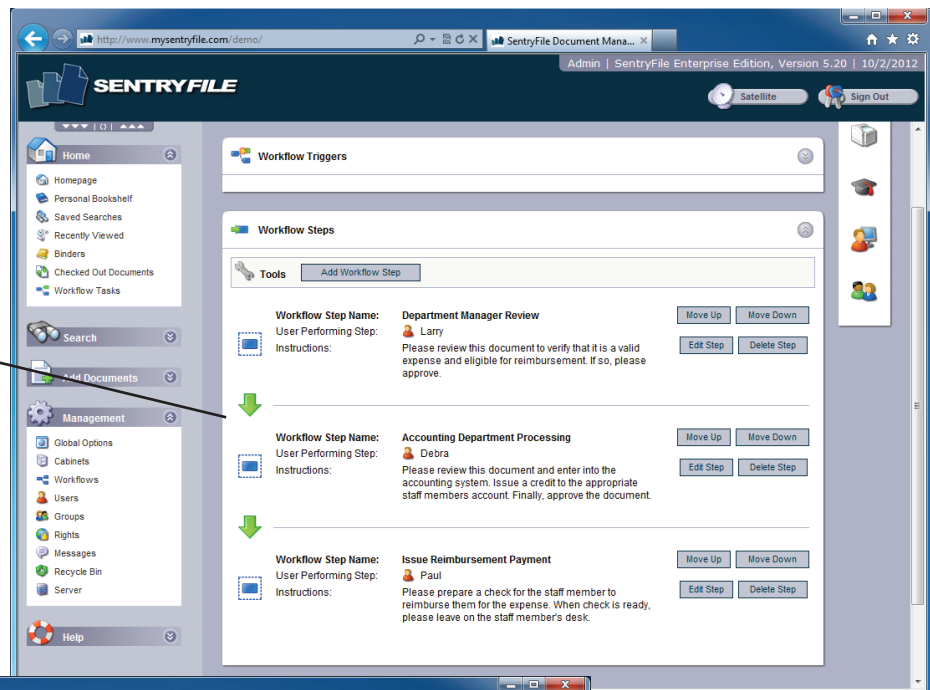 http://www.mysentryfile.com/demo/
SentryFile Document Mana...
Admin | SentryFile Enterprise Edition, Version 5.20 | 10/2/2012
SENTRYFILE
Satellite
Sign Out
Home
Homepage
Personal Bookshelf
Saved Searches
Recently Viewed
Binders
Checked Out Documents
Workflow Tasks
Search
Add Documents
Management
Global Options
Cabinets
Workflows
Users
Groups
Rights
Messages
Recycle Bin
Server
Help
Workflow Triggers
Workflow Steps
Tools
Add Workflow Step
Workflow Step Name: Department Manager Review
User Performing Step: Larry
Instructions: Please review this document to verify that it is a valid
expense and eligible for reimbursement. If so, please
approve.
Move Up Move Down
Edit Step Delete Step
Workflow Step Name: Accounting Department Processing
User Performing Step: Debra
Instructions: Please review this document and enter into the
accounting system. Issue a credit to the appropriate
staff members account. Finally, approve the document.
Move Up Move Down
Edit Step Delete Step
Workflow Step Name: Issue Reimbursement Payment
User Performing Step: Paul
Instructions: Please prepare a check for the staff member to
reimburse them for the expense. When check is ready,
please leave on the staff member's desk.
Move Up Move Down
Edit Step Delete Step